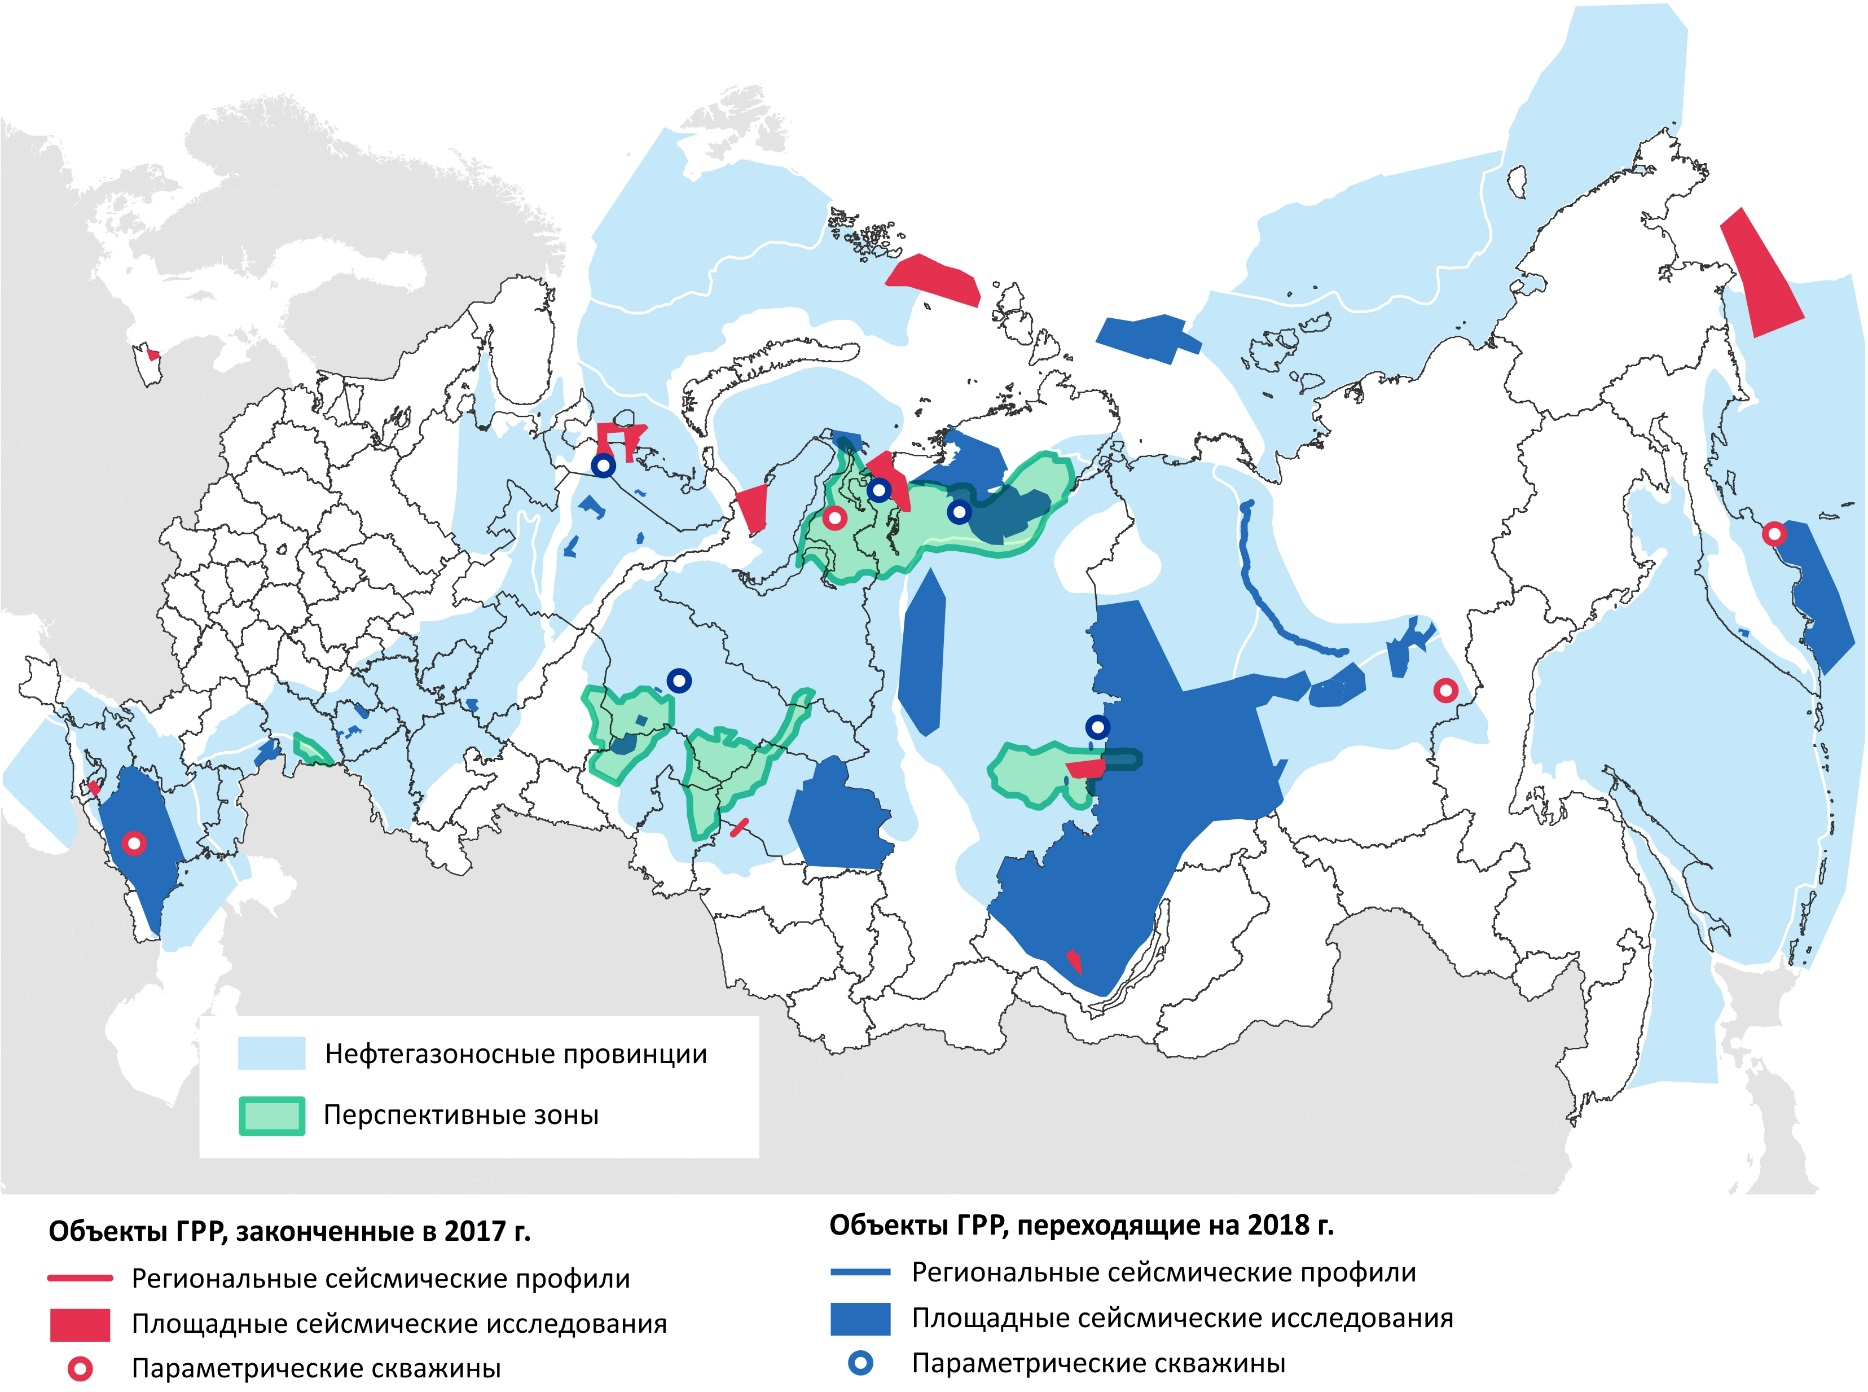 Нефтегазоносные провинции
Перспективные зоны
Объекты ГРР, законченные в 2017 г.
Региональные сейсмические профили
Площадные сейсмические исследования
Параметрические скважины
Объекты ГРР, переходящие на 2018 г.
Региональные сейсмические профили
Площадные сейсмические исследования
Параметрические скважины